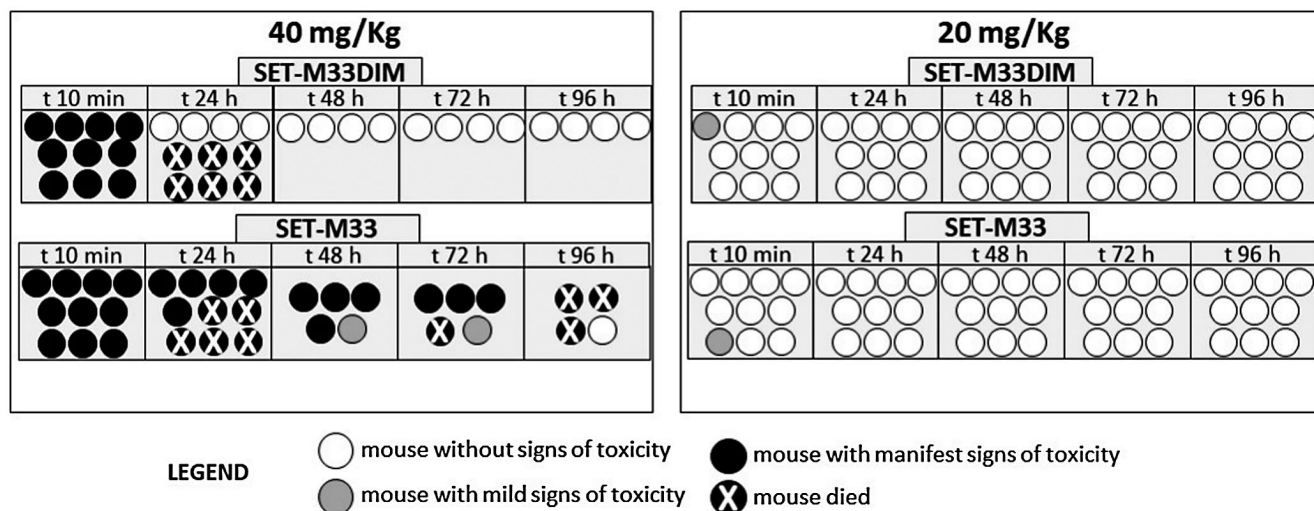 40 mg/Kg
SET-M33DIM
t 10 min t 24 h t 48 h t 72 h t 96 h
X X X
X X X
SET-M33
t 10 min t 24 h t 48 h t 72 h t 96 h
X X X X
X X X X X
20 mg/Kg
SET-M33DIM
t 10 min t 24 h t 48 h t 72 h t 96 h
SET-M33
t 10 min t 24 h t 48 h t 72 h t 96 h
LEGEND
mouse without signs of toxicity
mouse with mild signs of toxicity
mouse with manifest signs of toxicity
X mouse died